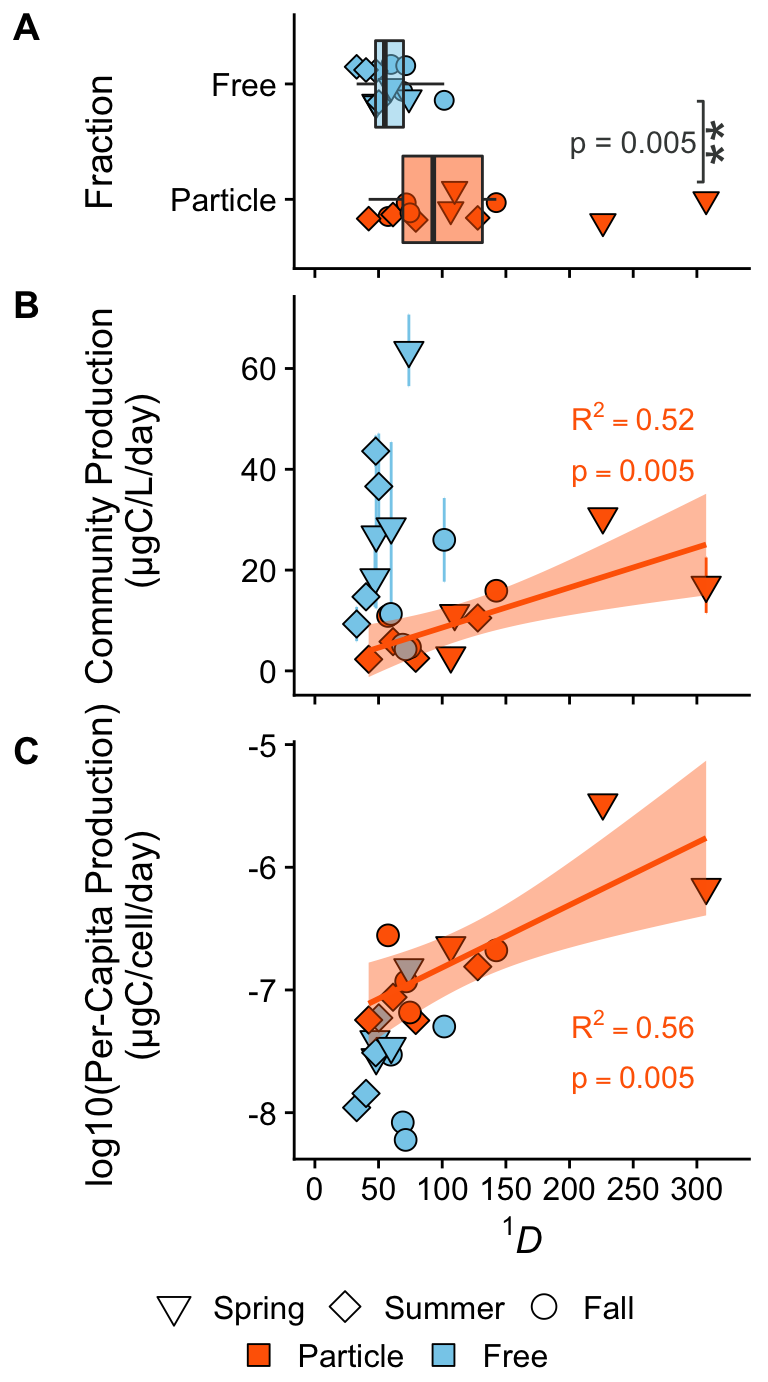 A
Fraction
Free
Particle
p = 0.005
**
B
Community Production
(µgC/L/day)
60
40
20
0
R² = 0.52
p = 0.005
C
log10(Per-Capita Production)
(µgC/cell/day)
-5
-6
-7
-8
R² = 0.56
p = 0.005
0 50 100 150 200 250 300
¹D
Spring Summer Fall
Particle Free